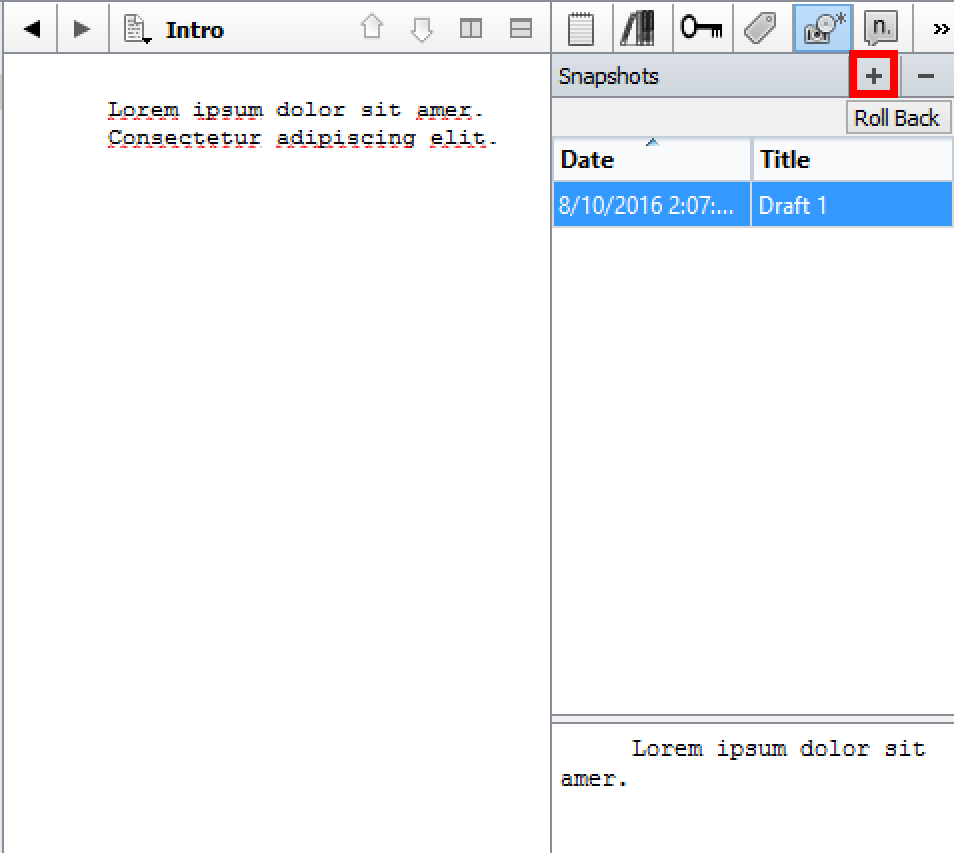 Intro
n.
»
Snapshots
+ −
Roll Back
Lorem ipsum dolor sit amer.
Consectetur adipiscing elit.
Date Title
8/10/2016 2:07:... Draft 1
Lorem ipsum dolor sit
amer.